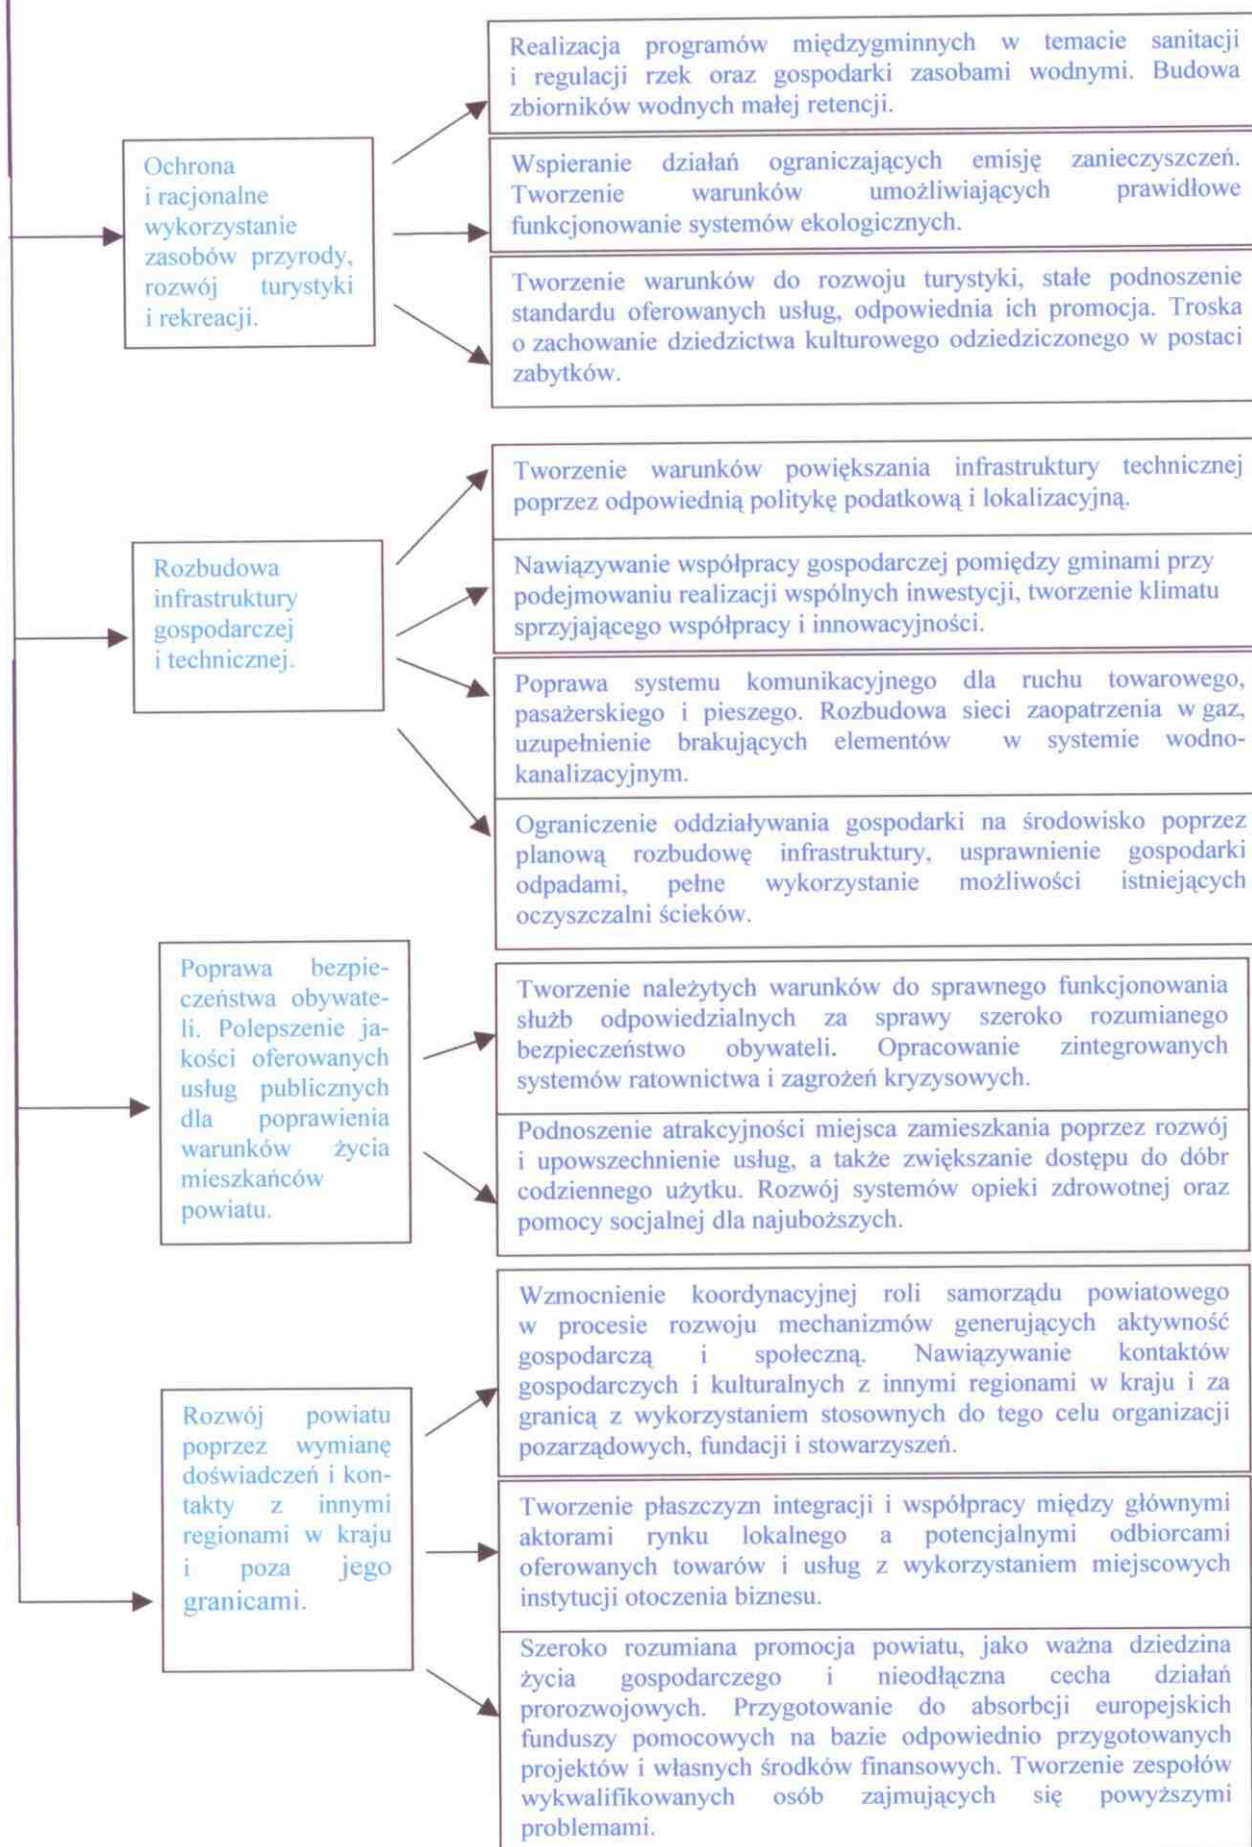 Ochrona
i racjonalne
wykorzystanie
zasobów przyrody,
rozwój turystyki
i rekreacji.
Realizacja programów międzygminnych w temacie sanitacji
i regulacji rzek oraz gospodarki zasobami wodnymi. Budowa
zbiorników wodnych małej retencji.
Wspieranie działań ograniczających emisję zanieczyszczeń.
Tworzenie warunków umożliwiających prawidłowe
funkcjonowanie systemów ekologicznych.
Tworzenie warunków do rozwoju turystyki, stałe podnoszenie
standardu oferowanych usług, odpowiednia ich promocja. Troska
o zachowanie dziedzictwa kulturowego odziedziczonego w postaci
zabytków.
Rozbudowa
infrastruktury
gospodarczej
i technicznej.
Tworzenie warunków powiększania infrastruktury technicznej
poprzez odpowiednią politykę podatkową i lokalizacyjną.
Nawiązywanie współpracy gospodarczej pomiędzy gminami przy
podejmowaniu realizacji wspólnych inwestycji, tworzenie klimatu
sprzyjającego współpracy i innowacyjności.
Poprawa systemu komunikacyjnego dla ruchu towarowego,
pasażerskiego i pieszego. Rozbudowa sieci zaopatrzenia w gaz,
uzupełnienie brakujących elementów w systemie wodno-
kanalizacyjnym.
Ograniczenie oddziaływania gospodarki na środowisko poprzez
planową rozbudowę infrastruktury, usprawnienie gospodarki
odpadami, pełne wykorzystanie możliwości istniejących
oczyszczalni ścieków.
Poprawa bezpie-
czeństwa obywate-
li. Polepszenie ja-
kości oferowanych
usług publicznych
dla poprawienia
warunków życia
mieszkańców
powiatu.
Tworzenie należytych warunków do sprawnego funkcjonowania
służb odpowiedzialnych za sprawy szeroko rozumianego
bezpieczeństwo obywateli. Opracowanie zintegrowanych
systemów ratownictwa i zagrożeń kryzysowych.
Podnoszenie atrakcyjności miejsca zamieszkania poprzez rozwój
i upowszechnienie usług, a także zwiększanie dostępu do dóbr
codziennego użytku. Rozwój systemów opieki zdrowotnej oraz
pomocy socjalnej dla najuboższych.
Rozwój powiatu
poprzez wymianę
doświadczeń i kon-
takty z innymi
regionami w kraju
i poza jego
granicami.
Wzmocnienie koordynacyjnej roli samorządu powiatowego
w procesie rozwoju mechanizmów generujących aktywność
gospodarczą i społeczną. Nawiązywanie kontaktów
gospodarczych i kulturalnych z innymi regionami w kraju i za
granicą z wykorzystaniem stosownych do tego celu organizacji
pozarządowych, fundacji i stowarzyszeń.
Tworzenie płaszczyzn integracji i współpracy między głównymi
aktorami rynku lokalnego a potencjalnymi odbiorcami
oferowanych towarów i usług z wykorzystaniem miejscowych
instytucji otoczenia biznesu.
Szeroko rozumiana promocja powiatu, jako ważna dziedzina
życia gospodarczego i nieodłączna cecha działań
prorozwojowych. Przygotowanie do absorbcji europejskich
funduszy pomocowych na bazie odpowiednio przygotowanych
projektów i własnych środków finansowych. Tworzenie zespołów
wykwalifikowanych osób zajmujących się powyższymi
problemami.